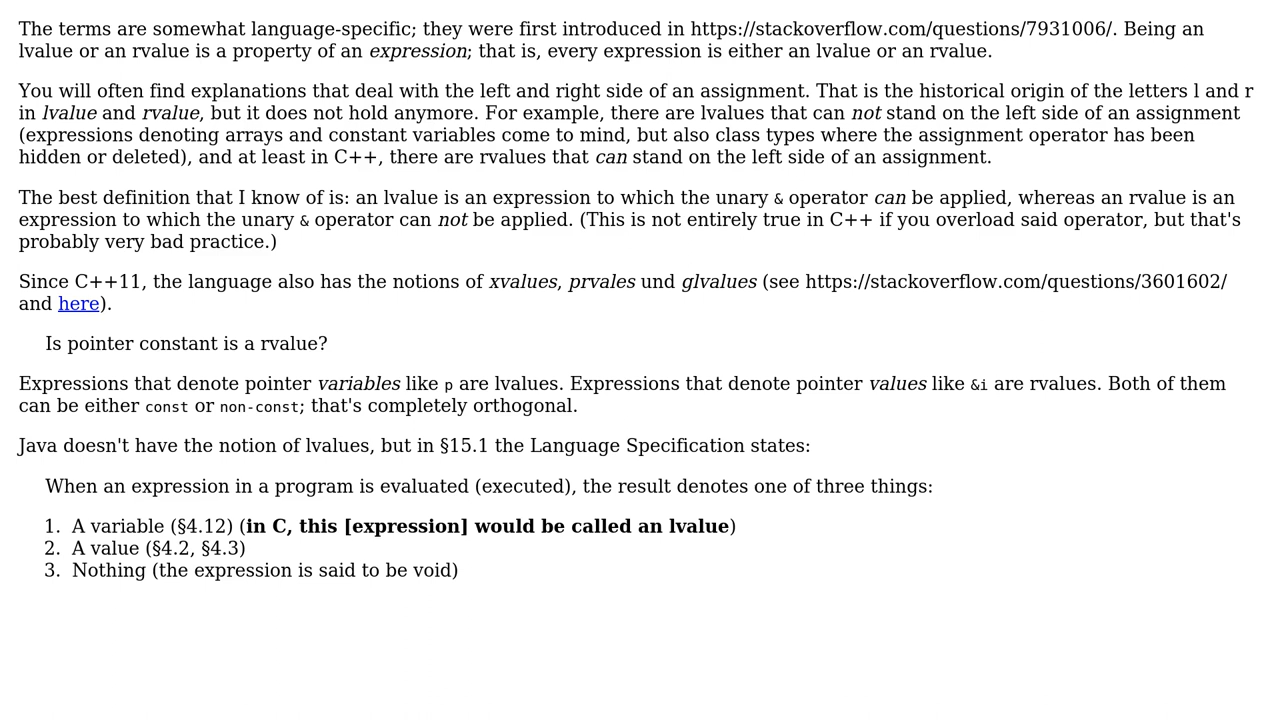 The terms are somewhat language-specific; they were first introduced in https://stackoverflow.com/questions/7931006/. Being an
lvalue or an rvalue is a property of an expression; that is, every expression is either an lvalue or an rvalue.
You will often find explanations that deal with the left and right side of an assignment. That is the historical origin of the letters l and r
in lvalue and rvalue, but it does not hold anymore. For example, there are lvalues that can not stand on the left side of an assignment
(expressions denoting arrays and constant variables come to mind, but also class types where the assignment operator has been
hidden or deleted), and at least in C++, there are rvalues that can stand on the left side of an assignment.
The best definition that I know of is: an lvalue is an expression to which the unary & operator can be applied, whereas an rvalue is an
expression to which the unary & operator can not be applied. (This is not entirely true in C++ if you overload said operator, but that's
probably very bad practice.)
Since C++11, the language also has the notions of xvalues, prvales und glvalues (see https://stackoverflow.com/questions/3601602/
and here).
Is pointer constant is a rvalue?
Expressions that denote pointer variables like p are lvalues. Expressions that denote pointer values like &i are rvalues. Both of them
can be either const or non-const; that's completely orthogonal.
Java doesn't have the notion of lvalues, but in §15.1 the Language Specification states:
When an expression in a program is evaluated (executed), the result denotes one of three things:
1. A variable (§4.12) (in C, this [expression] would be called an lvalue)
2. A value (§4.2, §4.3)
3. Nothing (the expression is said to be void)